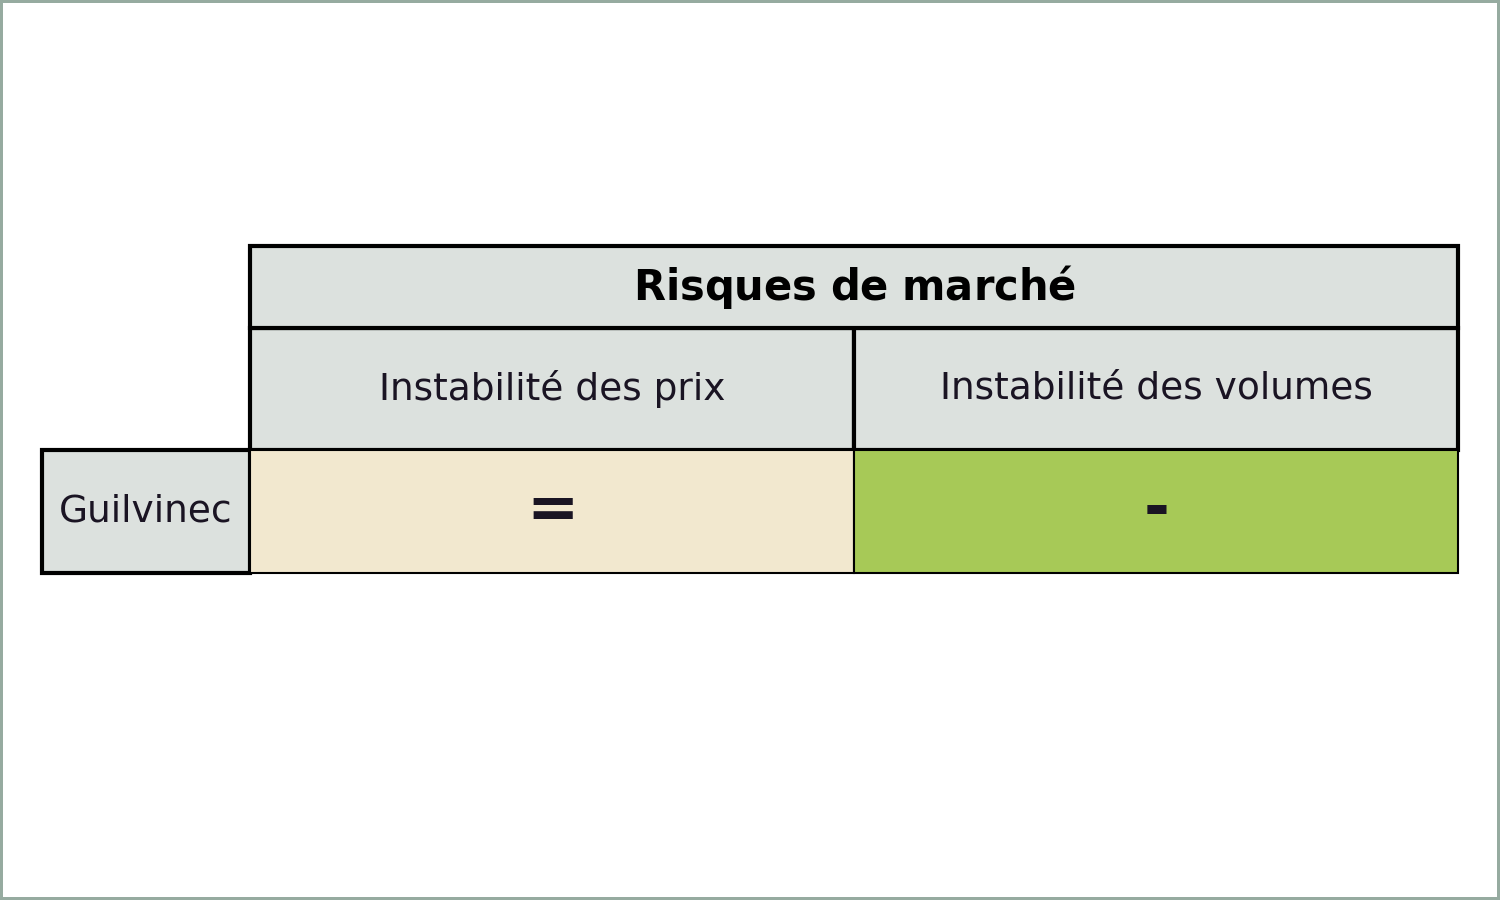 Risques de marché
Instabilité des prix
Instabilité des volumes
Guilvinec
=
-